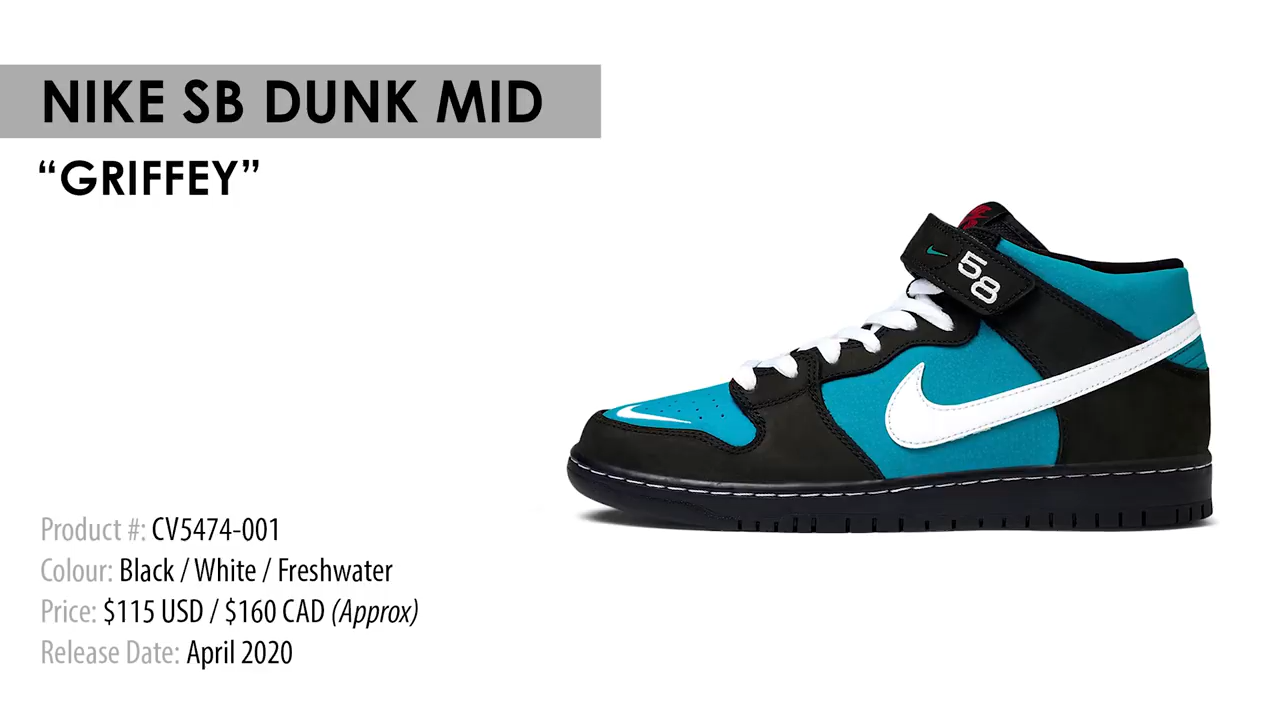 NIKE SB DUNK MID
“GRIFFEY”
58
Product #: CV5474-001
Colour: Black / White / Freshwater
Price: $115 USD / $160 CAD (Approx)
Release Date: April 2020